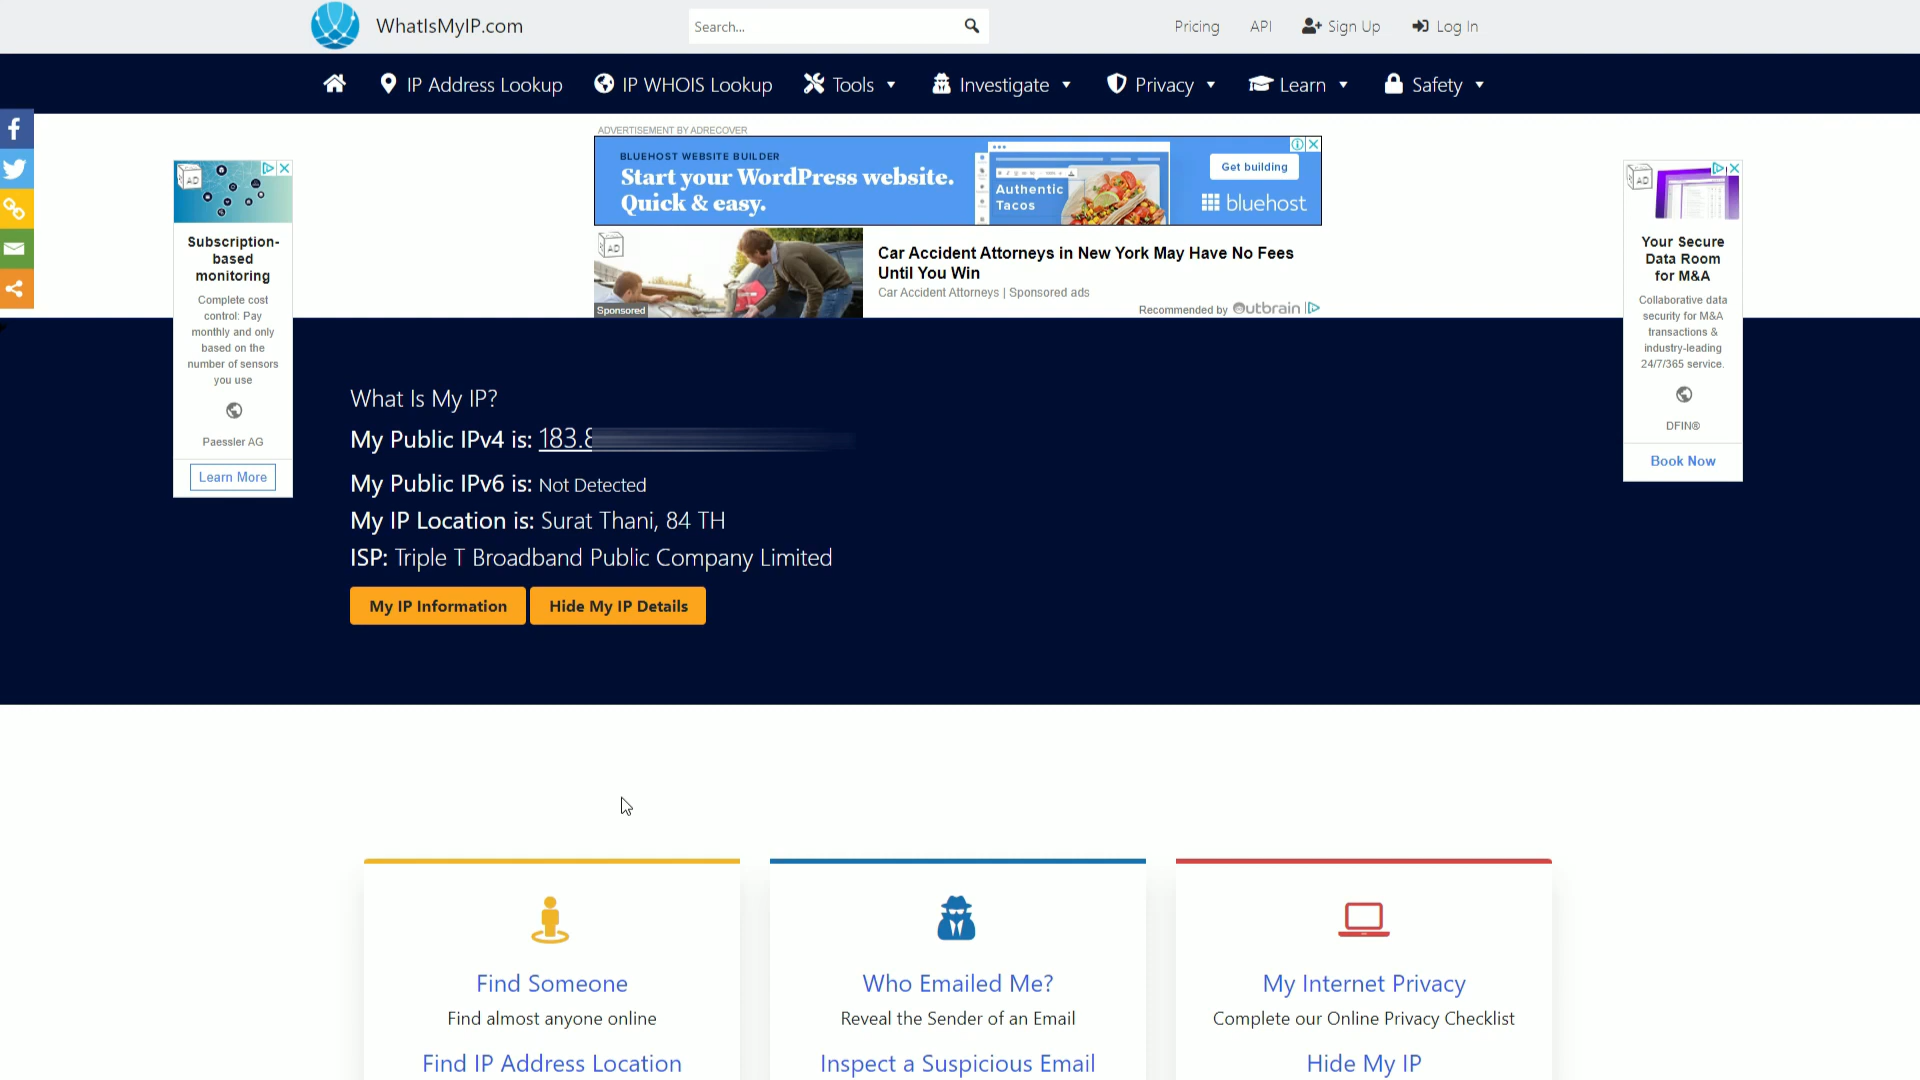 WhatIsMyIP.com
Search...
Pricing
API
Sign Up
Log In
IP Address Lookup
IP WHOIS Lookup
Tools
Investigate
Privacy
Learn
Safety
ADVERTISEMENT BY ADRECOVER
BLUEHOST WEBSITE BUILDER
Start your WordPress website.
Quick & easy.
Authentic
Tacos
Get building
bluehost
AD
Subscription-
based
monitoring
Complete cost
control: Pay
monthly and only
based on the
number of sensors
you use
Paessler AG
Learn More
AD
Sponsored
Car Accident Attorneys in New York May Have No Fees
Until You Win
Car Accident Attorneys | Sponsored ads
Recommended by Outbrain
AD
Your Secure
Data Room
for M&A
Collaborative data
security for M&A
transactions &
industry-leading
24/7/365 service.
DFIN®
Book Now
What Is My IP?
My Public IPv4 is: 183.
My Public IPv6 is: Not Detected
My IP Location is: Surat Thani, 84 TH
ISP: Triple T Broadband Public Company Limited
My IP Information
Hide My IP Details
Find Someone
Find almost anyone online
Find IP Address Location
Who Emailed Me?
Reveal the Sender of an Email
Inspect a Suspicious Email
My Internet Privacy
Complete our Online Privacy Checklist
Hide My IP